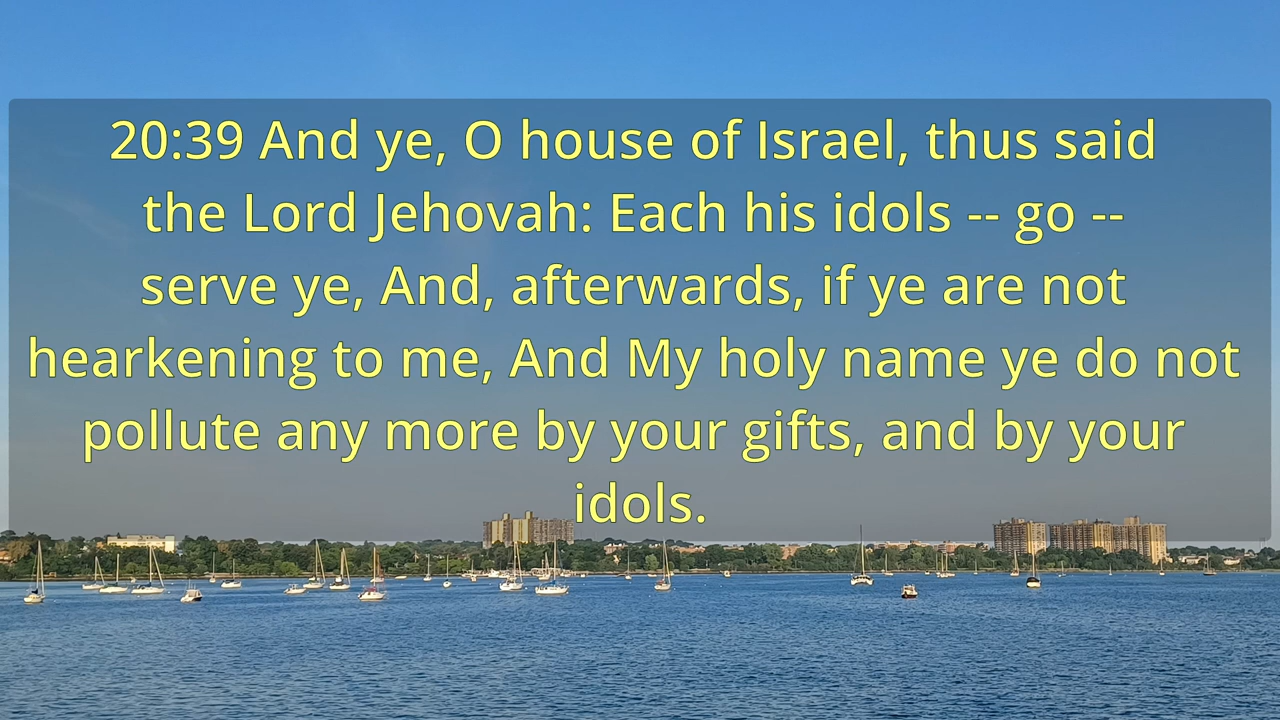 20:39 And ye, O house of Israel, thus said
the Lord Jehovah: Each his idols -- go --
serve ye, And, afterwards, if ye are not
hearkening to me, And My holy name ye do not
pollute any more by your gifts, and by your
idols.